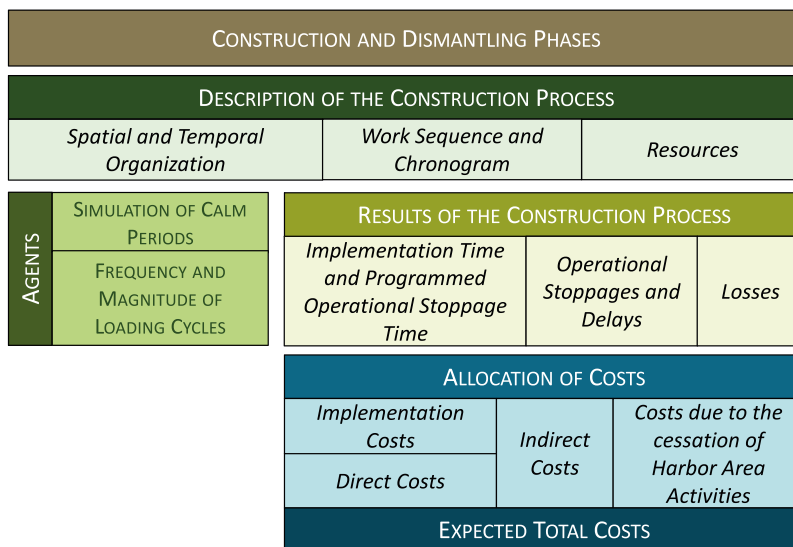 CONSTRUCTION AND DISMANTLING PHASES
DESCRIPTION OF THE CONSTRUCTION PROCESS
Spatial and Temporal
Organization
Work Sequence and
Chronogram
Resources
AGENTS
SIMULATION OF CALM
PERIODS
FREQUENCY AND
MAGNITUDE OF
LOADING CYCLES
RESULTS OF THE CONSTRUCTION PROCESS
Implementation Time
and Programmed
Operational Stoppage
Time
Operational
Stoppages and
Delays
Losses
ALLOCATION OF COSTS
Implementation
Costs
Direct Costs
Indirect
Costs
Costs due to the
cessation of
Harbor Area
Activities
EXPECTED TOTAL COSTS